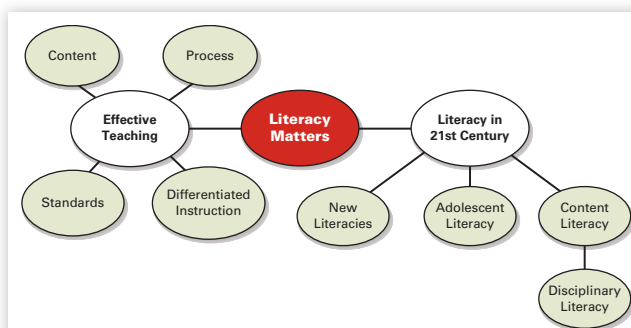 Content
Process
Effective
Teaching
Literacy
Matters
Literacy in
21st Century
Standards
Differentiated
Instruction
New
Literacies
Adolescent
Literacy
Content
Literacy
Disciplinary
Literacy